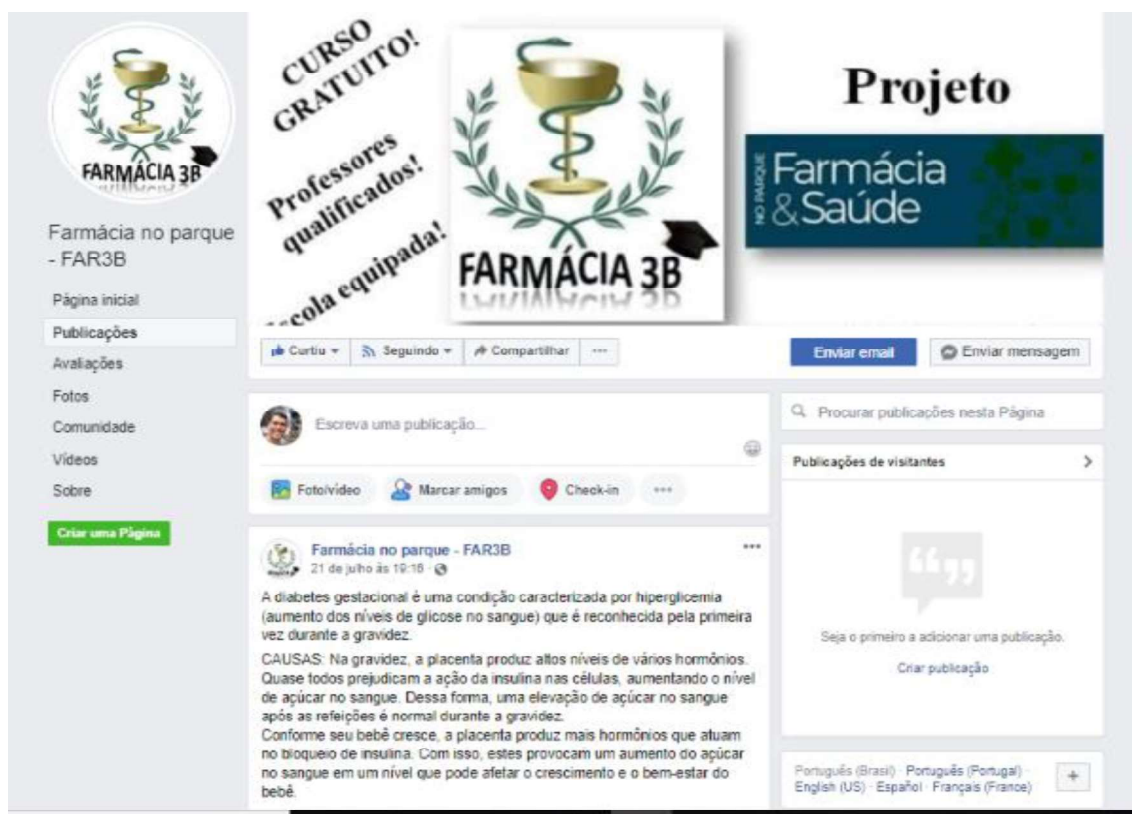 FARMÁCIA 3B
Farmácia no parque
- FAR3B
Página inicial
Publicações
Avaliações
Fotos
Comunidade
Vídeos
Sobre
Criar uma Página
CURSO
GRATUITO!
Professores
qualificados!
scola equipada!
FARMÁCIA 3B
Projeto
NO PARQUE
Farmácia
& Saúde
Curtiu
Seguindo
Compartilhar
Enviar email
Enviar mensagem
Escreva uma publicação...
Foto/vídeo
Marcar amigos
Check-in
Farmácia no parque - FAR3B
21 de julho às 19:16 ·
A diabetes gestacional é uma condição caracterizada por hiperglicemia
(aumento dos níveis de glicose no sangue) que é reconhecida pela primeira
vez durante a gravidez.
CAUSAS: Na gravidez, a placenta produz altos níveis de vários hormônios.
Quase todos prejudicam a ação da insulina nas células, aumentando o nível
de açúcar no sangue. Dessa forma, uma elevação de açúcar no sangue
após as refeições é normal durante a gravidez.
Conforme seu bebê cresce, a placenta produz mais hormônios que atuam
no bloqueio de insulina. Com isso, estes provocam um aumento do açúcar
no sangue em um nível que pode afetar o crescimento e o bem-estar do
bebê.
Procurar publicações nesta Página
Publicações de visitantes
Seja o primeiro a adicionar uma publicação.
Criar publicação
Português (Brasil) · Português (Portugal) ·
English (US) · Español · Français (France)